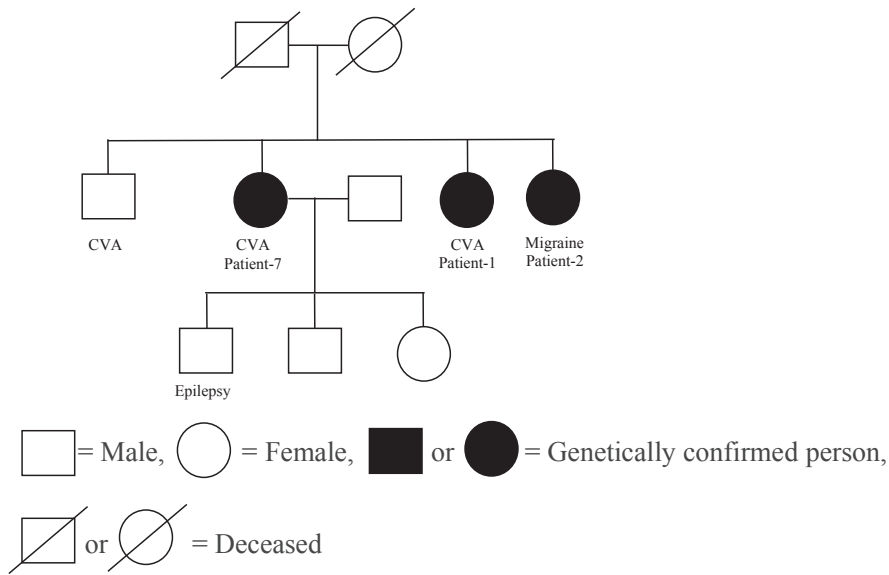 CVA
CVA
Patient-7
CVA
Patient-1
Migraine
Patient-2
Epilepsy
= Male, = Female, or = Genetically confirmed person,
or = Deceased